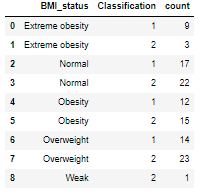 BMI_status Classification count
0 Extreme obesity 1 9
1 Extreme obesity 2 3
2 Normal 1 17
3 Normal 2 22
4 Obesity 1 12
5 Obesity 2 15
6 Overweight 1 14
7 Overweight 2 23
8 Weak 2 1